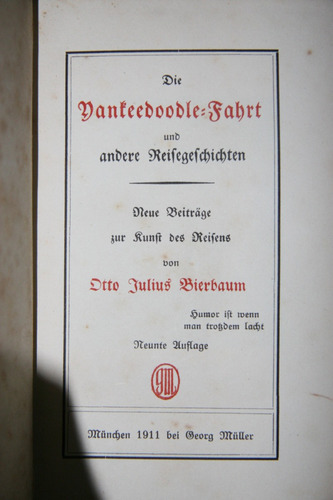 Die
Yankeedoodle-Fahrt
und
andere Reisegeschichten
Neue Beiträge
zur Kunst des Reisens
von
Otto Julius Bierbaum
Humor ist wenn
man troßdem lacht
Neunte Auflage
GM
München 1911 bei Georg Müller